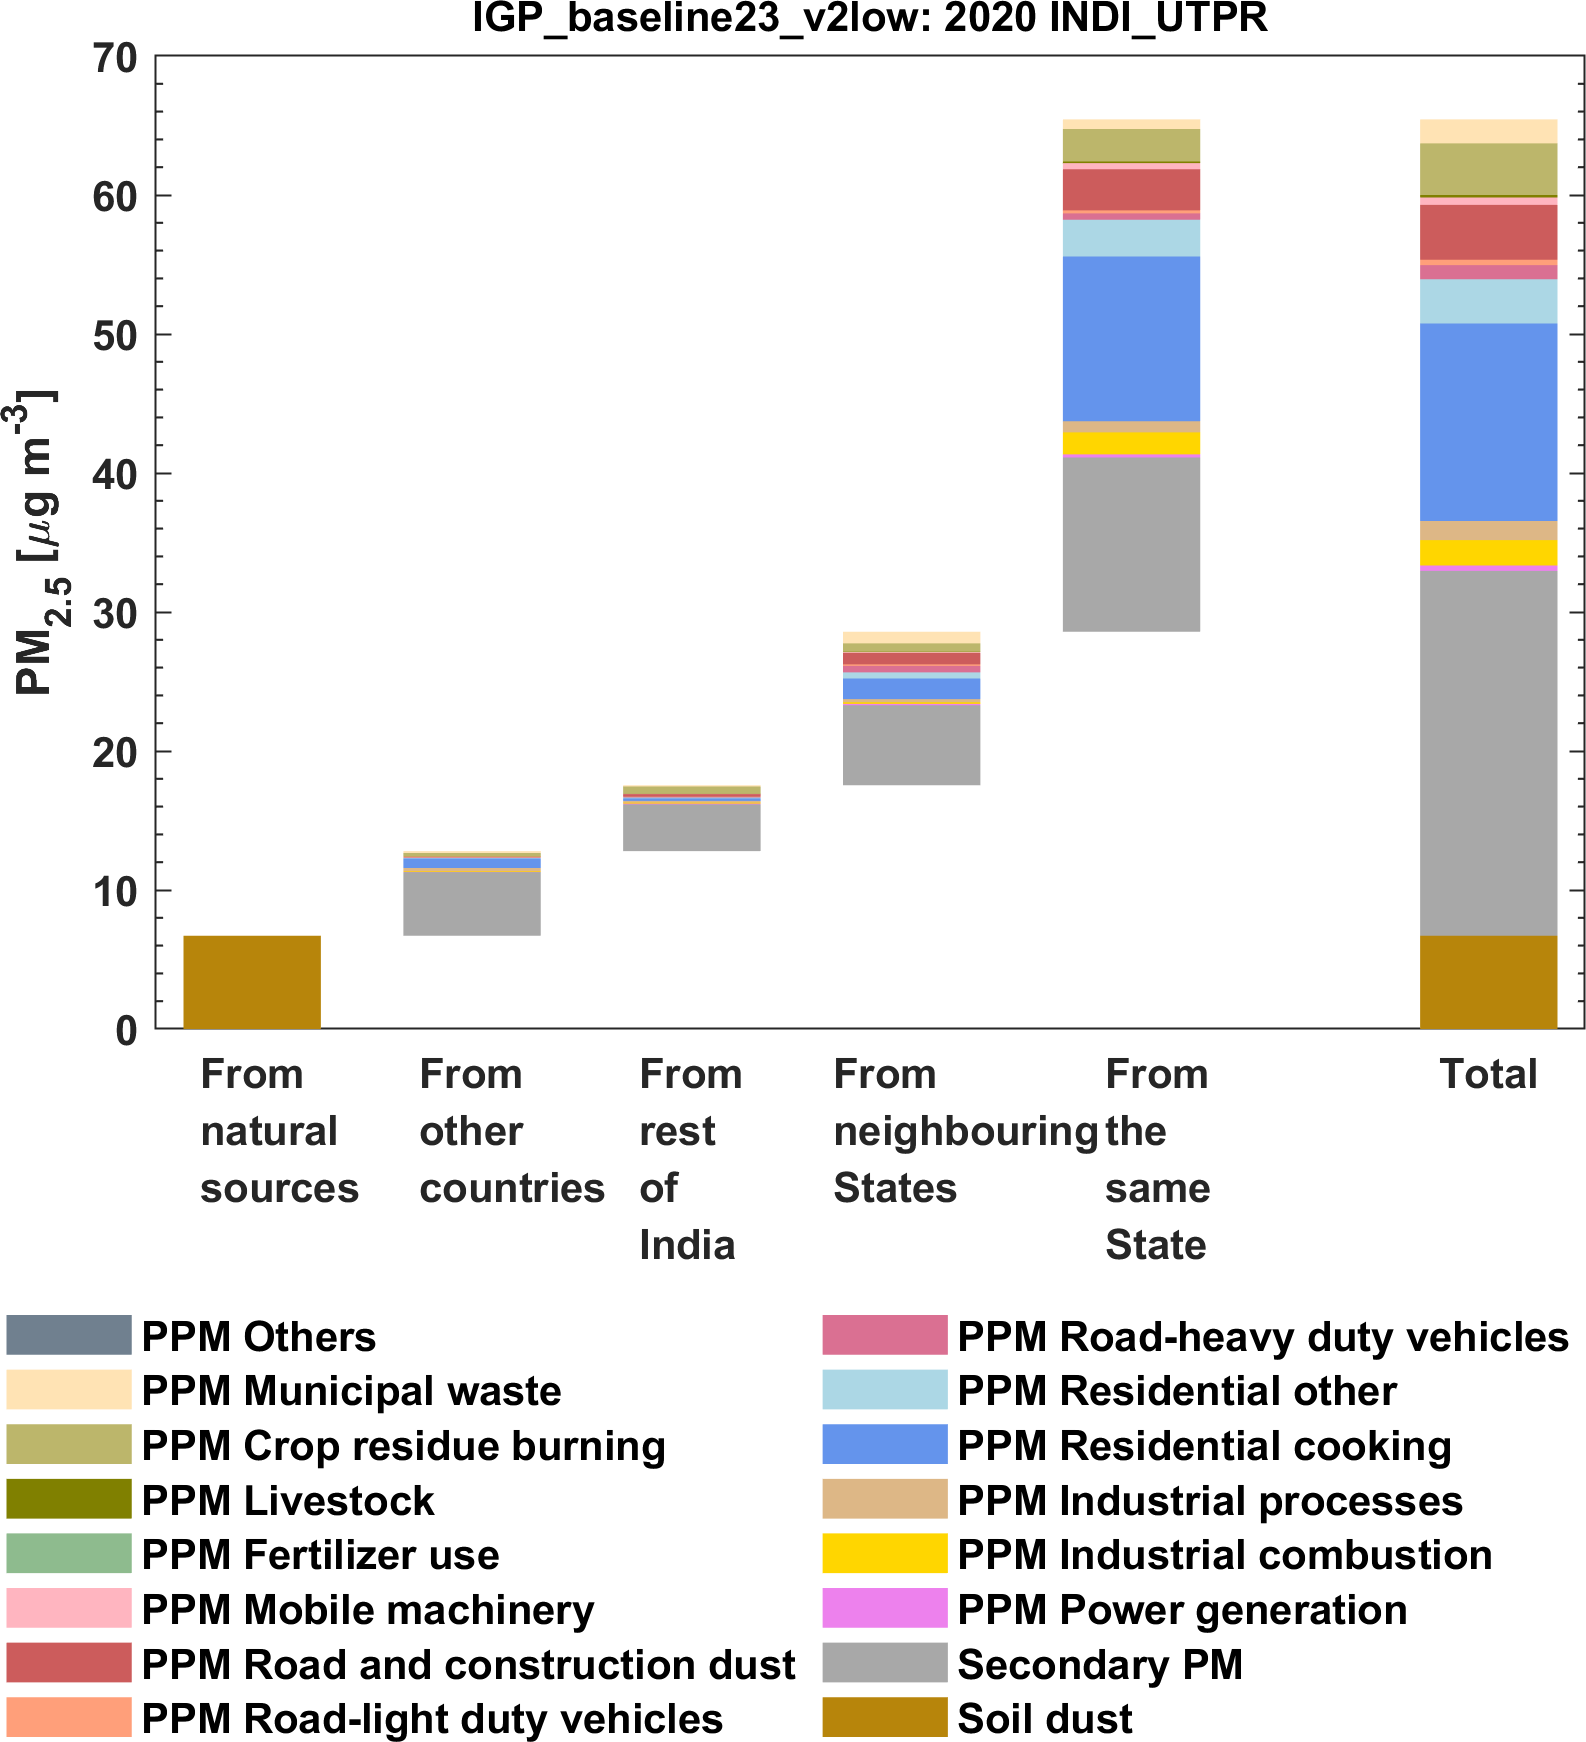 IGP_baseline23_v2low: 2020 INDI_UTPR
70
60
50
40
30
20
10
0
PM2.5 [μg m-3]
From natural sources
From other countries
From rest of India
From neighbouring States
From the same State
Total
PPM Others
PPM Municipal waste
PPM Crop residue burning
PPM Livestock
PPM Fertilizer use
PPM Mobile machinery
PPM Road and construction dust
PPM Road-light duty vehicles
PPM Road-heavy duty vehicles
PPM Residential other
PPM Residential cooking
PPM Industrial processes
PPM Industrial combustion
PPM Power generation
Secondary PM
Soil dust